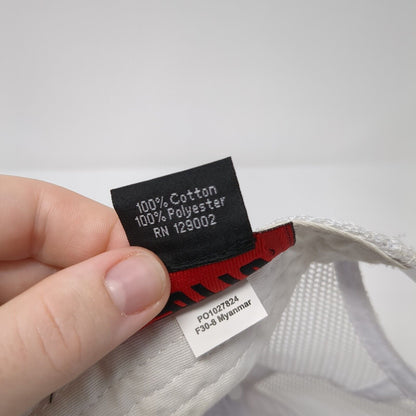 100% Cotton
100% Polyester
RN 129002
PO1027824
F30-8 Myanmar